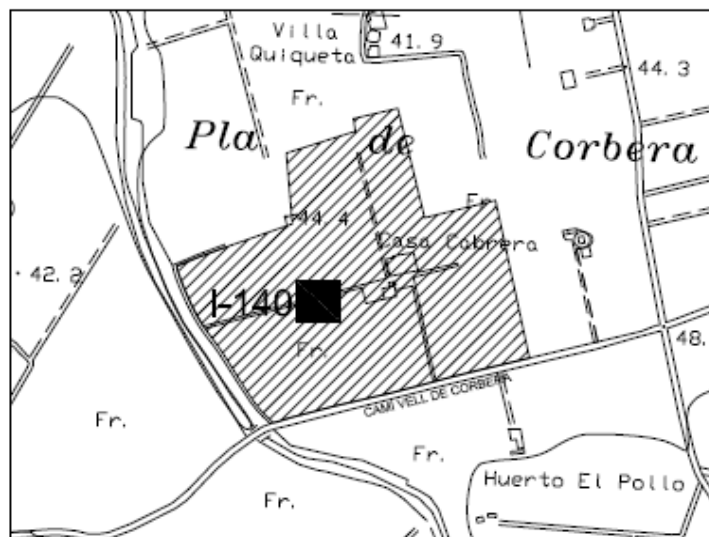 Villa
Quiqueta
41. 9
44. 3
Fr.
Pla de Corbera
Fr.
44. 4
Casa Cabrera
42. 2
I-140
Fr.
48.
CAMI VELL DE CORBERA
Fr.
Fr.
Huerto El Pollo
Fr.